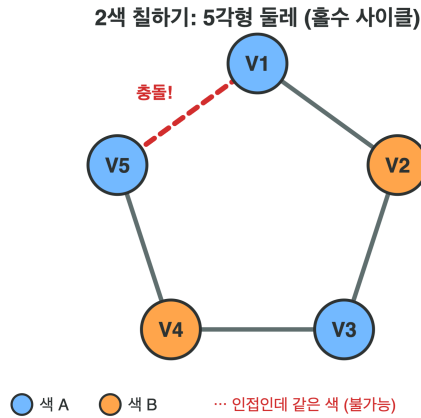 2색 칠하기: 5각형 둘레 (홀수 사이클)
V1
충돌!
V5
V2
V4
V3
색 A
색 B
··· 인접인데 같은 색 (불가능)